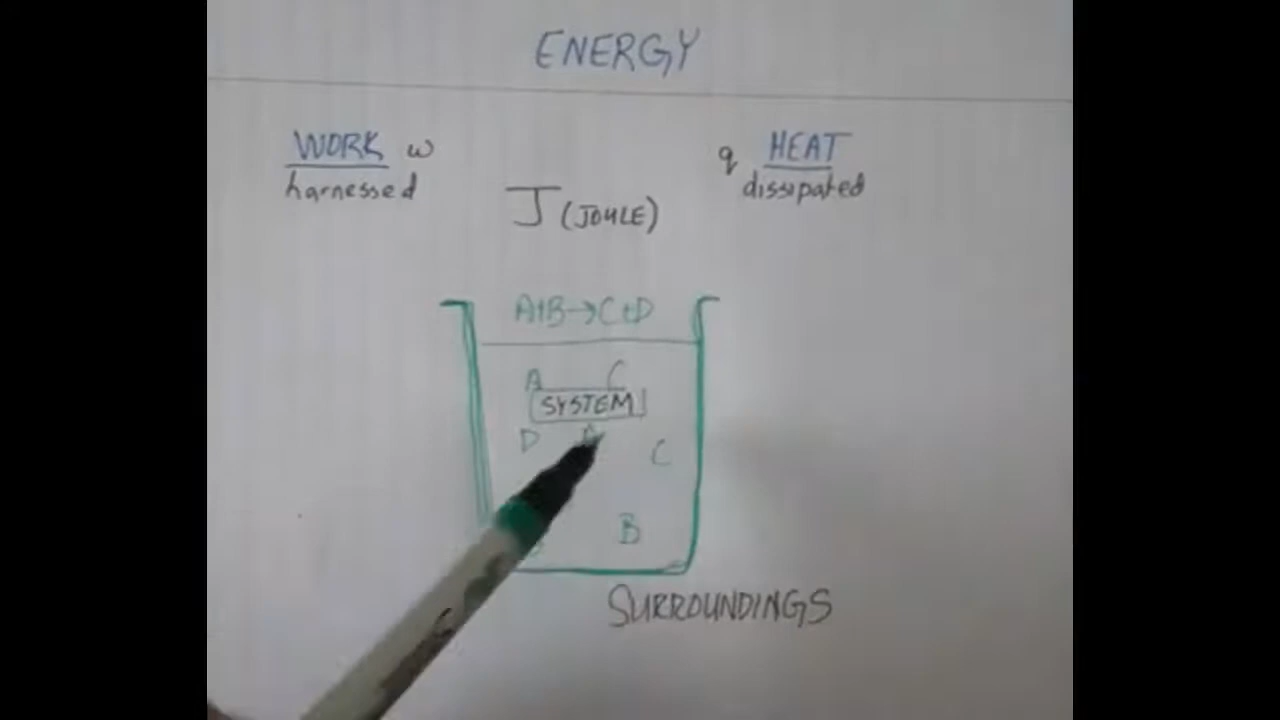 ENERGY
WORK w
harnessed
q HEAT
dissipated
J (JOULE)
A+B→C+D
A C
SYSTEM
D
C
B
SURROUNDINGS